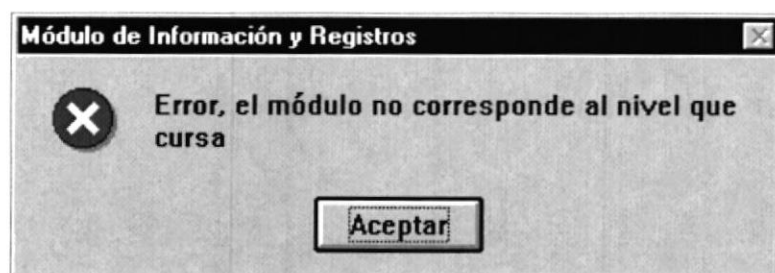 Módulo de Información y Registros
Error, el módulo no corresponde al nivel que
cursa
Aceptar